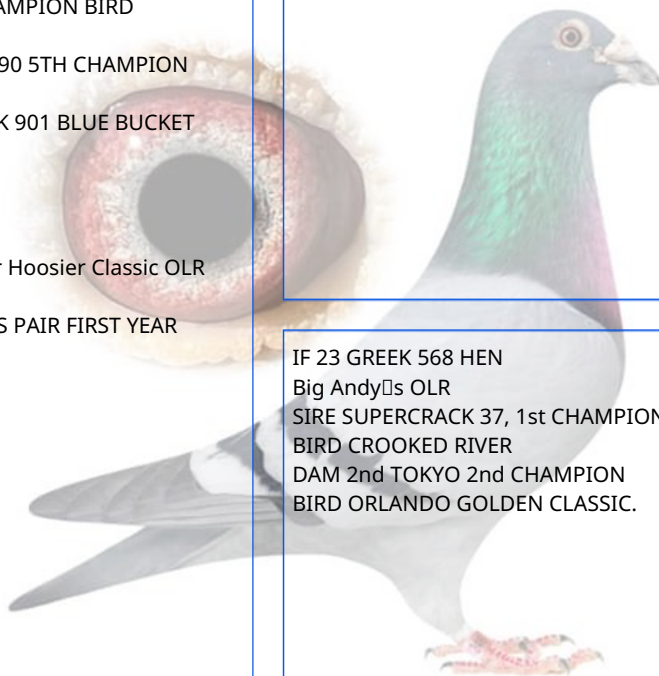 AMPION BIRD
90 5TH CHAMPION
K 901 BLUE BUCKET
r Hoosier Classic OLR
S PAIR FIRST YEAR
IF 23 GREEK 568 HEN
Big Andy▯s OLR
SIRE SUPERCRACK 37, 1st CHAMPION
BIRD CROOKED RIVER
DAM 2nd TOKYO 2nd CHAMPION
BIRD ORLANDO GOLDEN CLASSIC.